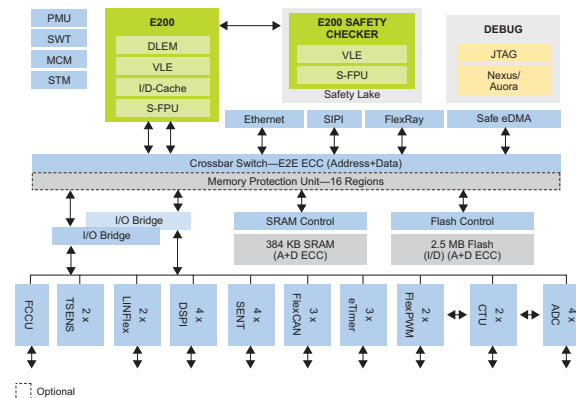 PMU
SWT
MCM
STM
E200
DLEM
VLE
I/D-Cache
S-FPU
E200 SAFETY
CHECKER
VLE
S-FPU
Safety Lake
DEBUG
JTAG
Nexus/
Auora
Ethernet
SIPI
FlexRay
Safe eDMA
Crossbar Switch—E2E ECC (Address+Data)
Memory Protection Unit—16 Regions
I/O Bridge
I/O Bridge
SRAM Control
Flash Control
384 KB SRAM
(A+D ECC)
2.5 MB Flash
(I/D) (A+D ECC)
FCCU
2 x
TSENS
2 x
LINFlex
4 x
DSPI
4 x
SENT
3 x
FlexCAN
3 x
eTimer
2 x
FlexPWM
2 x
CTU
4 x
ADC
Optional